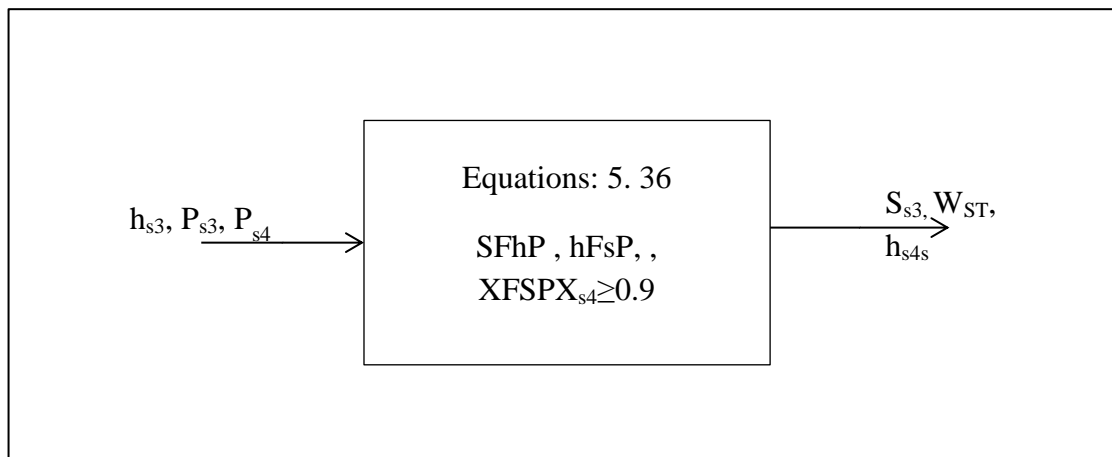 h_s3, P_s3, P_s4
Equations: 5. 36
SFhP , hFsP, ,
XFSPX_s4≥0.9
S_s3, W_ST,
h_s4s